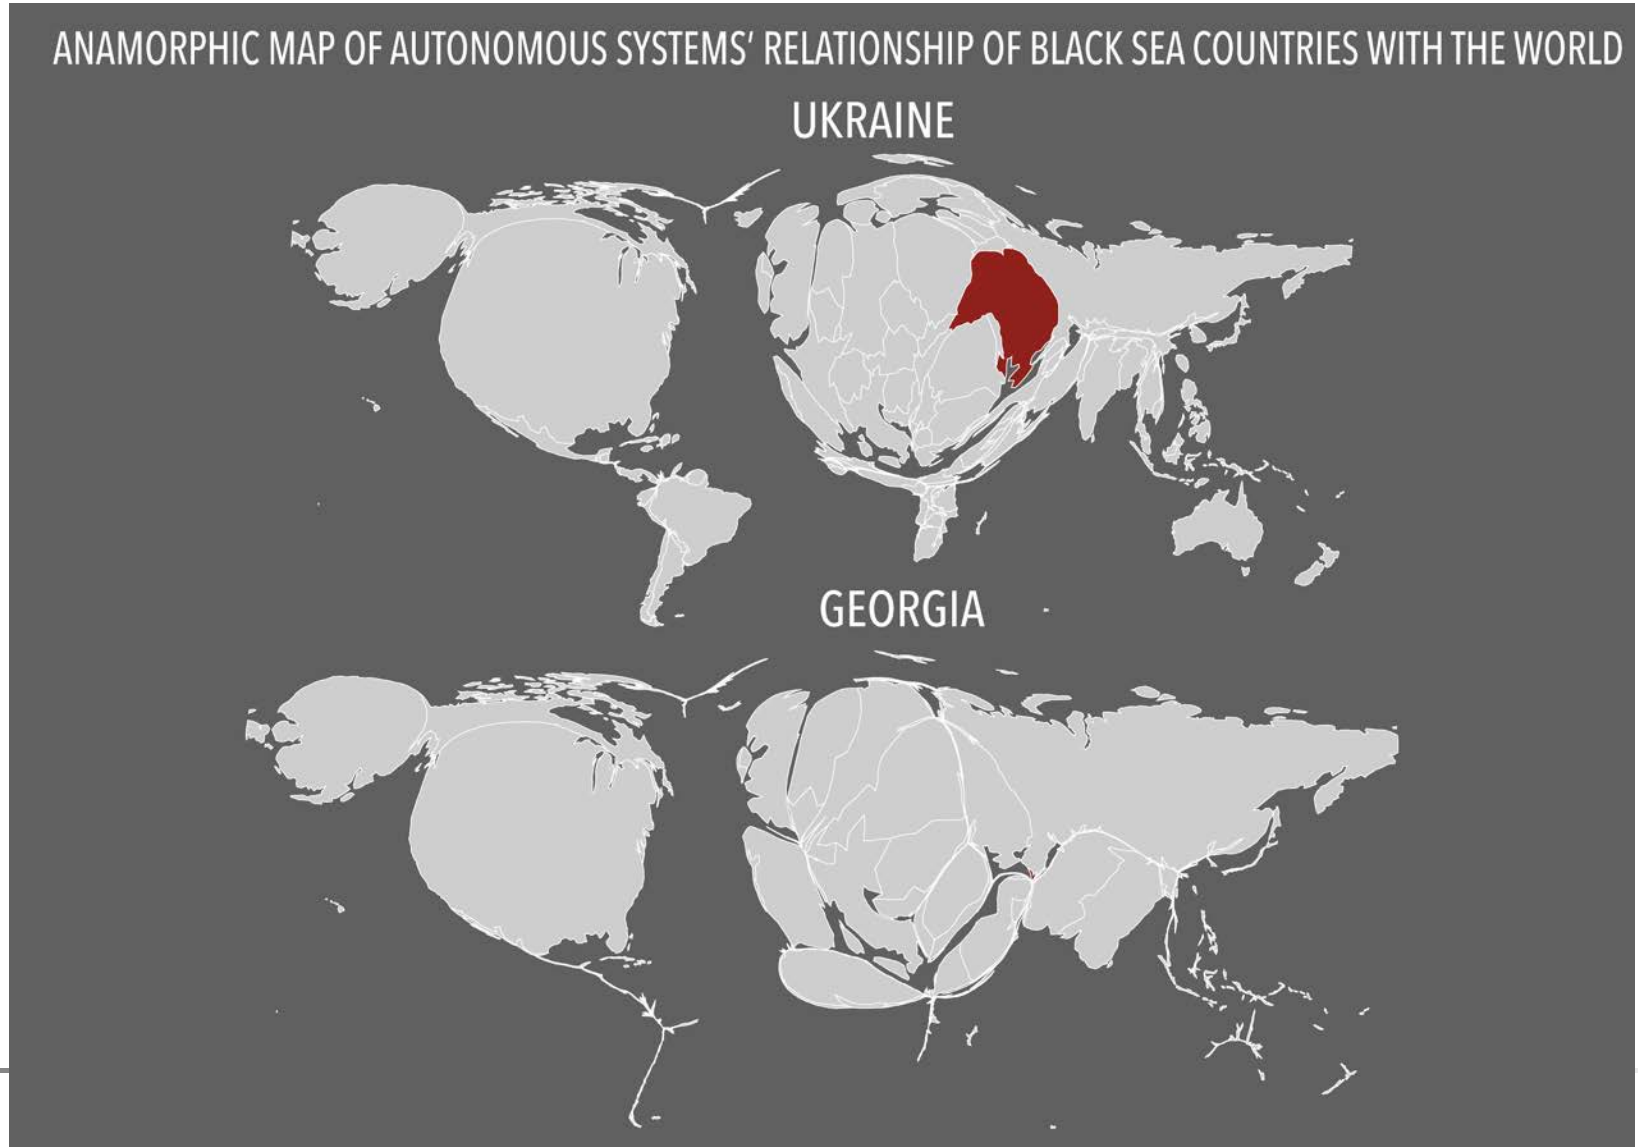 ANAMORPHIC MAP OF AUTONOMOUS SYSTEMS’ RELATIONSHIP OF BLACK SEA COUNTRIES WITH THE WORLD
UKRAINE
GEORGIA